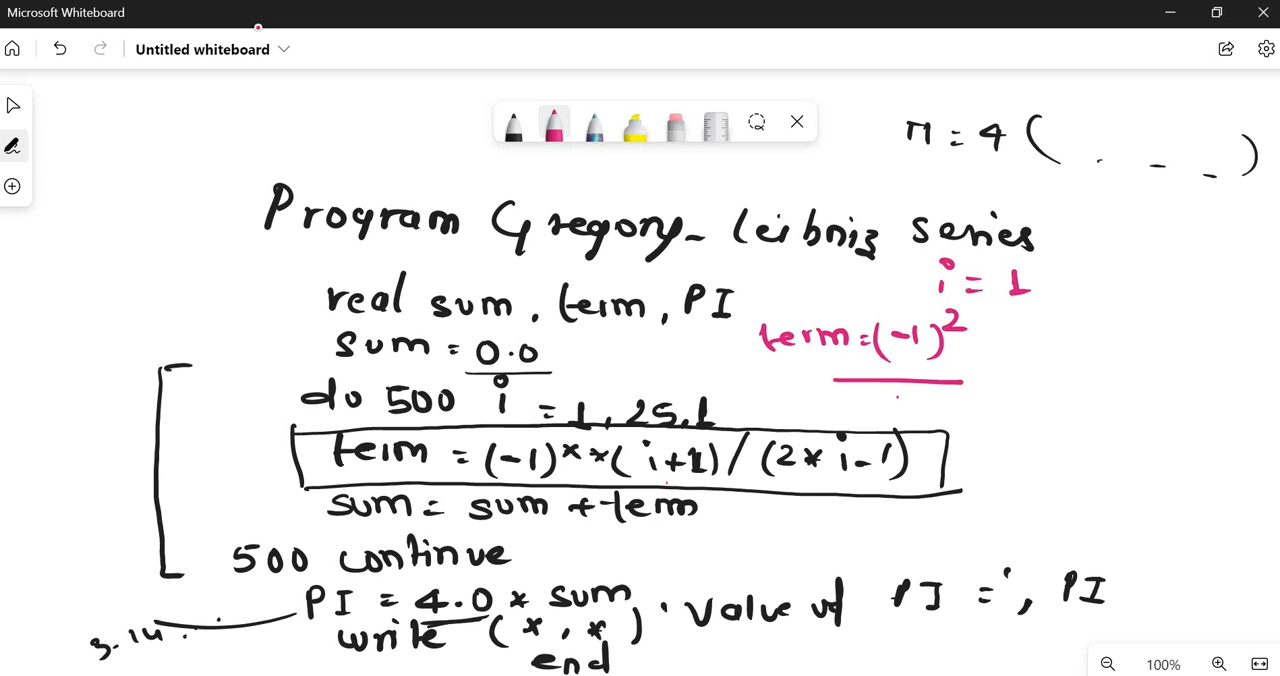 Microsoft Whiteboard
Untitled whiteboard
π = 4 ( . - - )
Program Gregory- Leibniz series
i = 1
real sum, term, PI
term = (-1)²
sum = 0.0
do 500 i = 1, 25, 1
term = (-1)**(i+1)/(2*i-1)
sum = sum + term
500 continue
PI = 4.0 * sum
3.14...
write (*,*) 'value of PI =', PI
end
100%